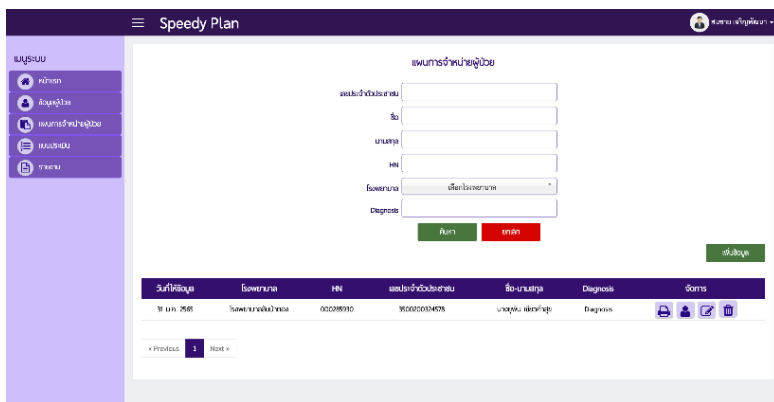 Speedy Plan
เมนูระบบ
หน้าแรก
ข้อมูลผู้ป่วย
แผนการจำหน่ายผู้ป่วย
แบบประเมิน
รายงาน
แผนการจำหน่ายผู้ป่วย
เลขประจำตัวประชาชน
ชื่อ
นามสกุล
HN
โรงพยาบาล เลือกโรงพยาบาล
Diagnosis
ค้นหา ยกเลิก
เพิ่มข้อมูล
วันที่ให้ข้อมูล โรงพยาบาล HN เลขประจำตัวประชาชน ชื่อ-นามสกุล Diagnosis จัดการ
31 ม.ค. 2565 000285930 3500200324578 Diagnosis
« Previous 1 Next »